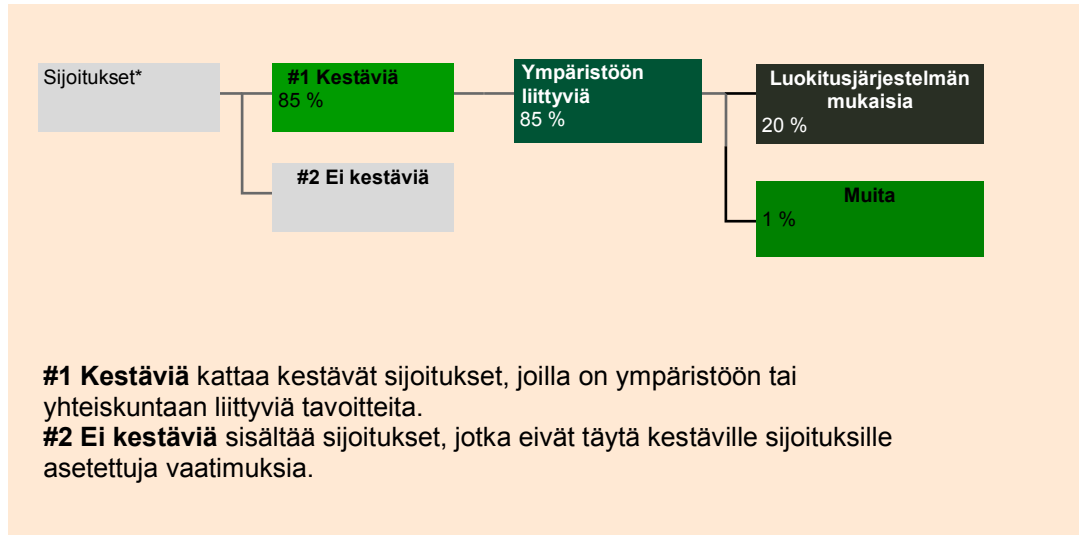 Sijoitukset*
#1 Kestäviä
85 %
#2 Ei kestäviä
Ympäristöön
liittyviä
85 %
Luokitusjärjestelmän
mukaisia
20 %
Muita
1 %
#1 Kestäviä kattaa kestävät sijoitukset, joilla on ympäristöön tai
yhteiskuntaan liittyviä tavoitteita.
#2 Ei kestäviä sisältää sijoitukset, jotka eivät täytä kestäville sijoituksille
asetettuja vaatimuksia.